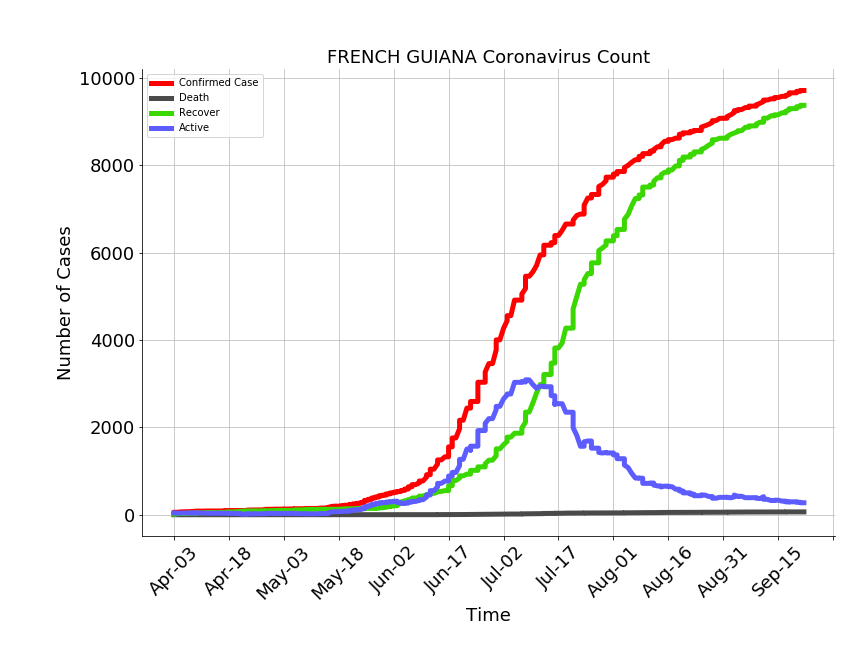 FRENCH GUIANA Coronavirus Count
Confirmed Case
Death
Recover
Active
10000
8000
6000
4000
2000
0
Number of Cases
Apr-03
Apr-18
May-03
May-18
Jun-02
Jun-17
Jul-02
Jul-17
Aug-01
Aug-16
Aug-31
Sep-15
Time